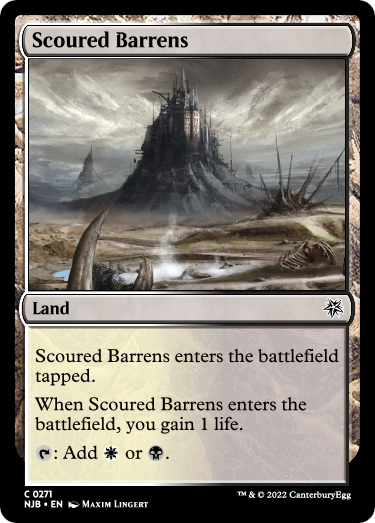 Scoured Barrens
Land
Scoured Barrens enters the battlefield
tapped.
When Scoured Barrens enters the
battlefield, you gain 1 life.
: Add or .
C 0271
NJB • EN Maxim Lingert
™ & © 2022 CanterburyEgg